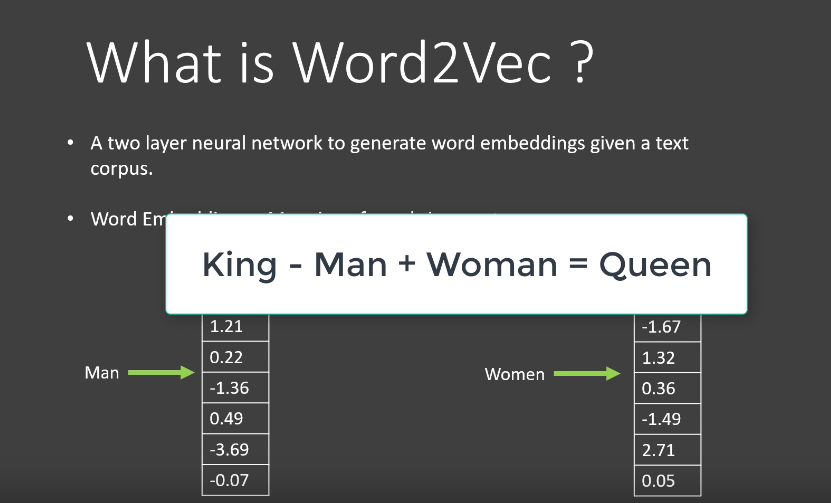 What is Word2Vec ?
• A two layer neural network to generate word embeddings given a text
corpus.
• Word
King - Man + Woman = Queen
1.21 -1.67
0.22 1.32
Man Women
-1.36 0.36
0.49 -1.49
-3.69 2.71
-0.07 0.05